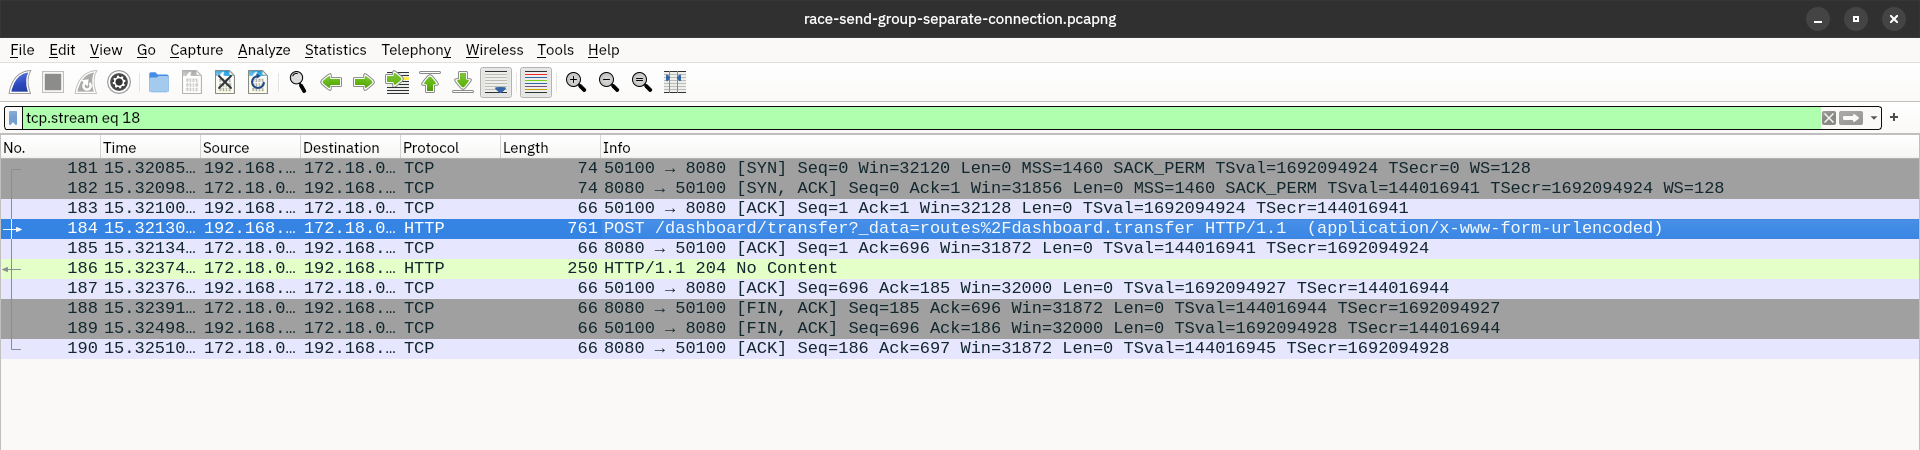 race-send-group-separate-connection.pcapng
File Edit View Go Capture Analyze Statistics Telephony Wireless Tools Help
tcp.stream eq 18
No. Time Source Destination Protocol Length Info
181 15.32085… 192.168.… 172.18.0… TCP 74 50100 → 8080 [SYN] Seq=0 Win=32120 Len=0 MSS=1460 SACK_PERM TSval=1692094924 TSecr=0 WS=128
182 15.32098… 172.18.0… 192.168.… TCP 74 8080 → 50100 [SYN, ACK] Seq=0 Ack=1 Win=31856 Len=0 MSS=1460 SACK_PERM TSval=144016941 TSecr=1692094924 WS=128
183 15.32100… 192.168.… 172.18.0… TCP 66 50100 → 8080 [ACK] Seq=1 Ack=1 Win=32128 Len=0 TSval=1692094924 TSecr=144016941
184 15.32130… 192.168.… 172.18.0… HTTP 761 POST /dashboard/transfer?_data=routes%2Fdashboard.transfer HTTP/1.1 (application/x-www-form-urlencoded)
185 15.32134… 172.18.0… 192.168.… TCP 66 8080 → 50100 [ACK] Seq=1 Ack=696 Win=31872 Len=0 TSval=144016941 TSecr=1692094924
186 15.32374… 172.18.0… 192.168.… HTTP 250 HTTP/1.1 204 No Content
187 15.32376… 192.168.… 172.18.0… TCP 66 50100 → 8080 [ACK] Seq=696 Ack=185 Win=32000 Len=0 TSval=1692094927 TSecr=144016944
188 15.32391… 172.18.0… 192.168.… TCP 66 8080 → 50100 [FIN, ACK] Seq=185 Ack=696 Win=31872 Len=0 TSval=144016944 TSecr=1692094927
189 15.32498… 192.168.… 172.18.0… TCP 66 50100 → 8080 [FIN, ACK] Seq=696 Ack=186 Win=32000 Len=0 TSval=1692094928 TSecr=144016944
190 15.32510… 172.18.0… 192.168.… TCP 66 8080 → 50100 [ACK] Seq=186 Ack=697 Win=31872 Len=0 TSval=144016945 TSecr=1692094928